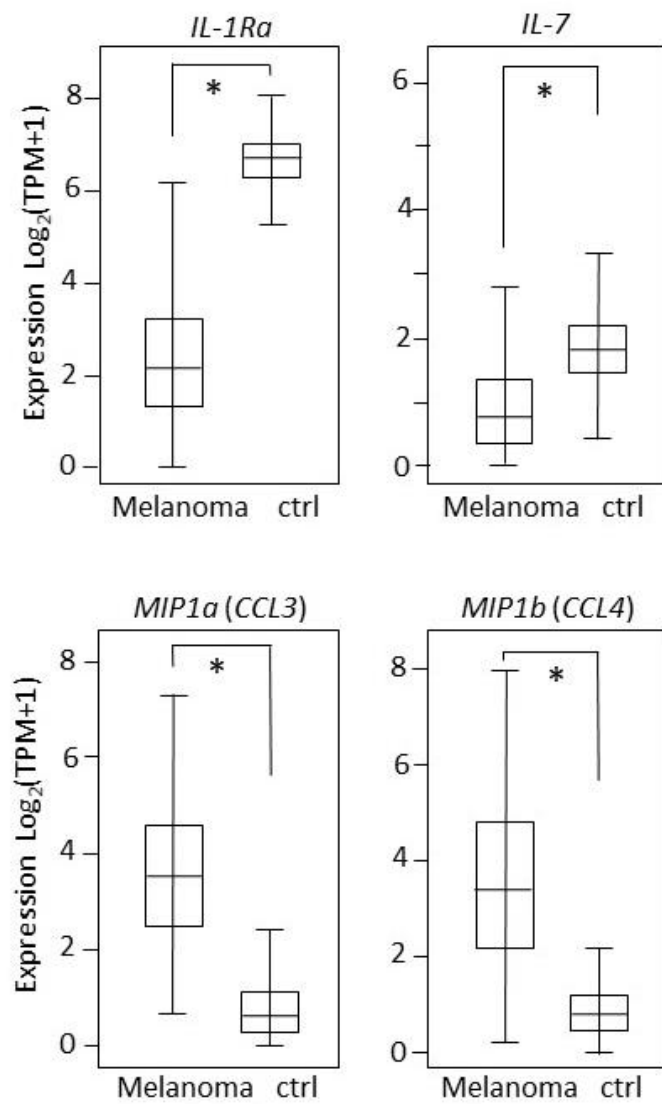 IL-1Ra
IL-7
Expression Log₂(TPM+1)
8
6
4
2
0
*
Melanoma ctrl
6
4
2
0
*
Melanoma ctrl
MIP1a (CCL3)
MIP1b (CCL4)
Expression Log₂(TPM+1)
8
6
4
2
0
*
Melanoma ctrl
8
6
4
2
0
*
Melanoma ctrl